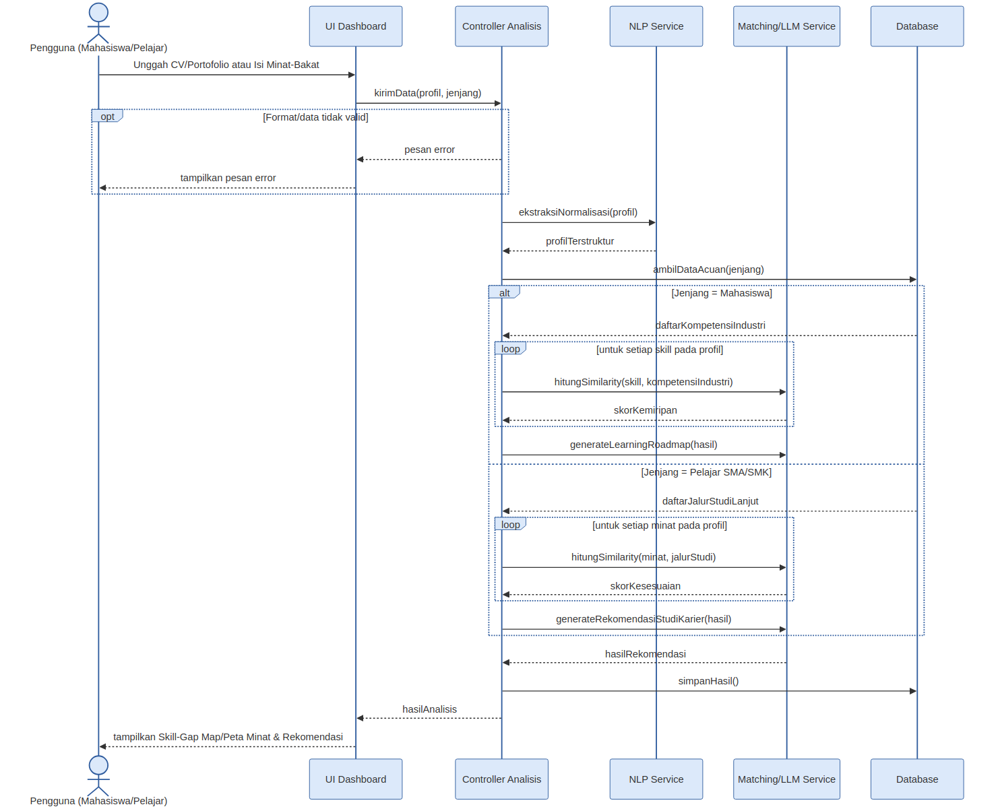 Pengguna (Mahasiswa/Pelajar)
UI Dashboard
Controller Analisis
NLP Service
Matching/LLM Service
Database
Unggah CV/Portofolio atau Isi Minat-Bakat
kirimData(profil, jenjang)
opt
[Format/data tidak valid]
pesan error
tampilkan pesan error
ekstraksiNormalisasi(profil)
profilTerstruktur
ambilDataAcuan(jenjang)
alt
[Jenjang = Mahasiswa]
daftarKompetensiIndustri
loop
[untuk setiap skill pada profil]
hitungSimilarity(skill, kompetensiIndustri)
skorKemiripan
generateLearningRoadmap(hasil)
[Jenjang = Pelajar SMA/SMK]
daftarJalurStudiLanjut
loop
[untuk setiap minat pada profil]
hitungSimilarity(minat, jalurStudi)
skorKesesuaian
generateRekomendasiStudiKarier(hasil)
hasilRekomendasi
simpanHasil()
hasilAnalisis
tampilkan Skill-Gap Map/Peta Minat & Rekomendasi
Pengguna (Mahasiswa/Pelajar)
UI Dashboard
Controller Analisis
NLP Service
Matching/LLM Service
Database